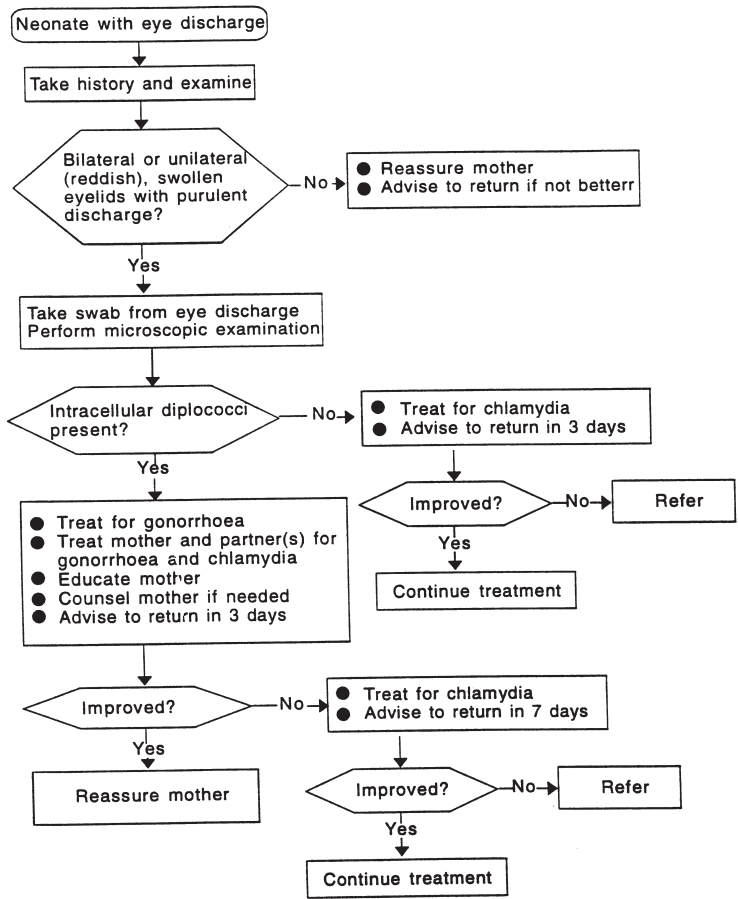 Neonate with eye discharge
Take history and examine
Bilateral or unilateral
(reddish), swollen
eyelids with purulent
discharge?
No
● Reassure mother
● Advise to return if not betterr
Yes
Take swab from eye discharge
Perform microscopic examination
Intracellular diplococci
present?
No
● Treat for chlamydia
● Advise to return in 3 days
Yes
Improved?
No
Refer
Yes
Continue treatment
● Treat for gonorrhoea
● Treat mother and partner(s) for
gonorrhoea and chlamydia
● Educate mother
● Counsel mother if needed
● Advise to return in 3 days
Improved?
No
● Treat for chlamydia
● Advise to return in 7 days
Yes
Reassure mother
Improved?
No
Refer
Yes
Continue treatment